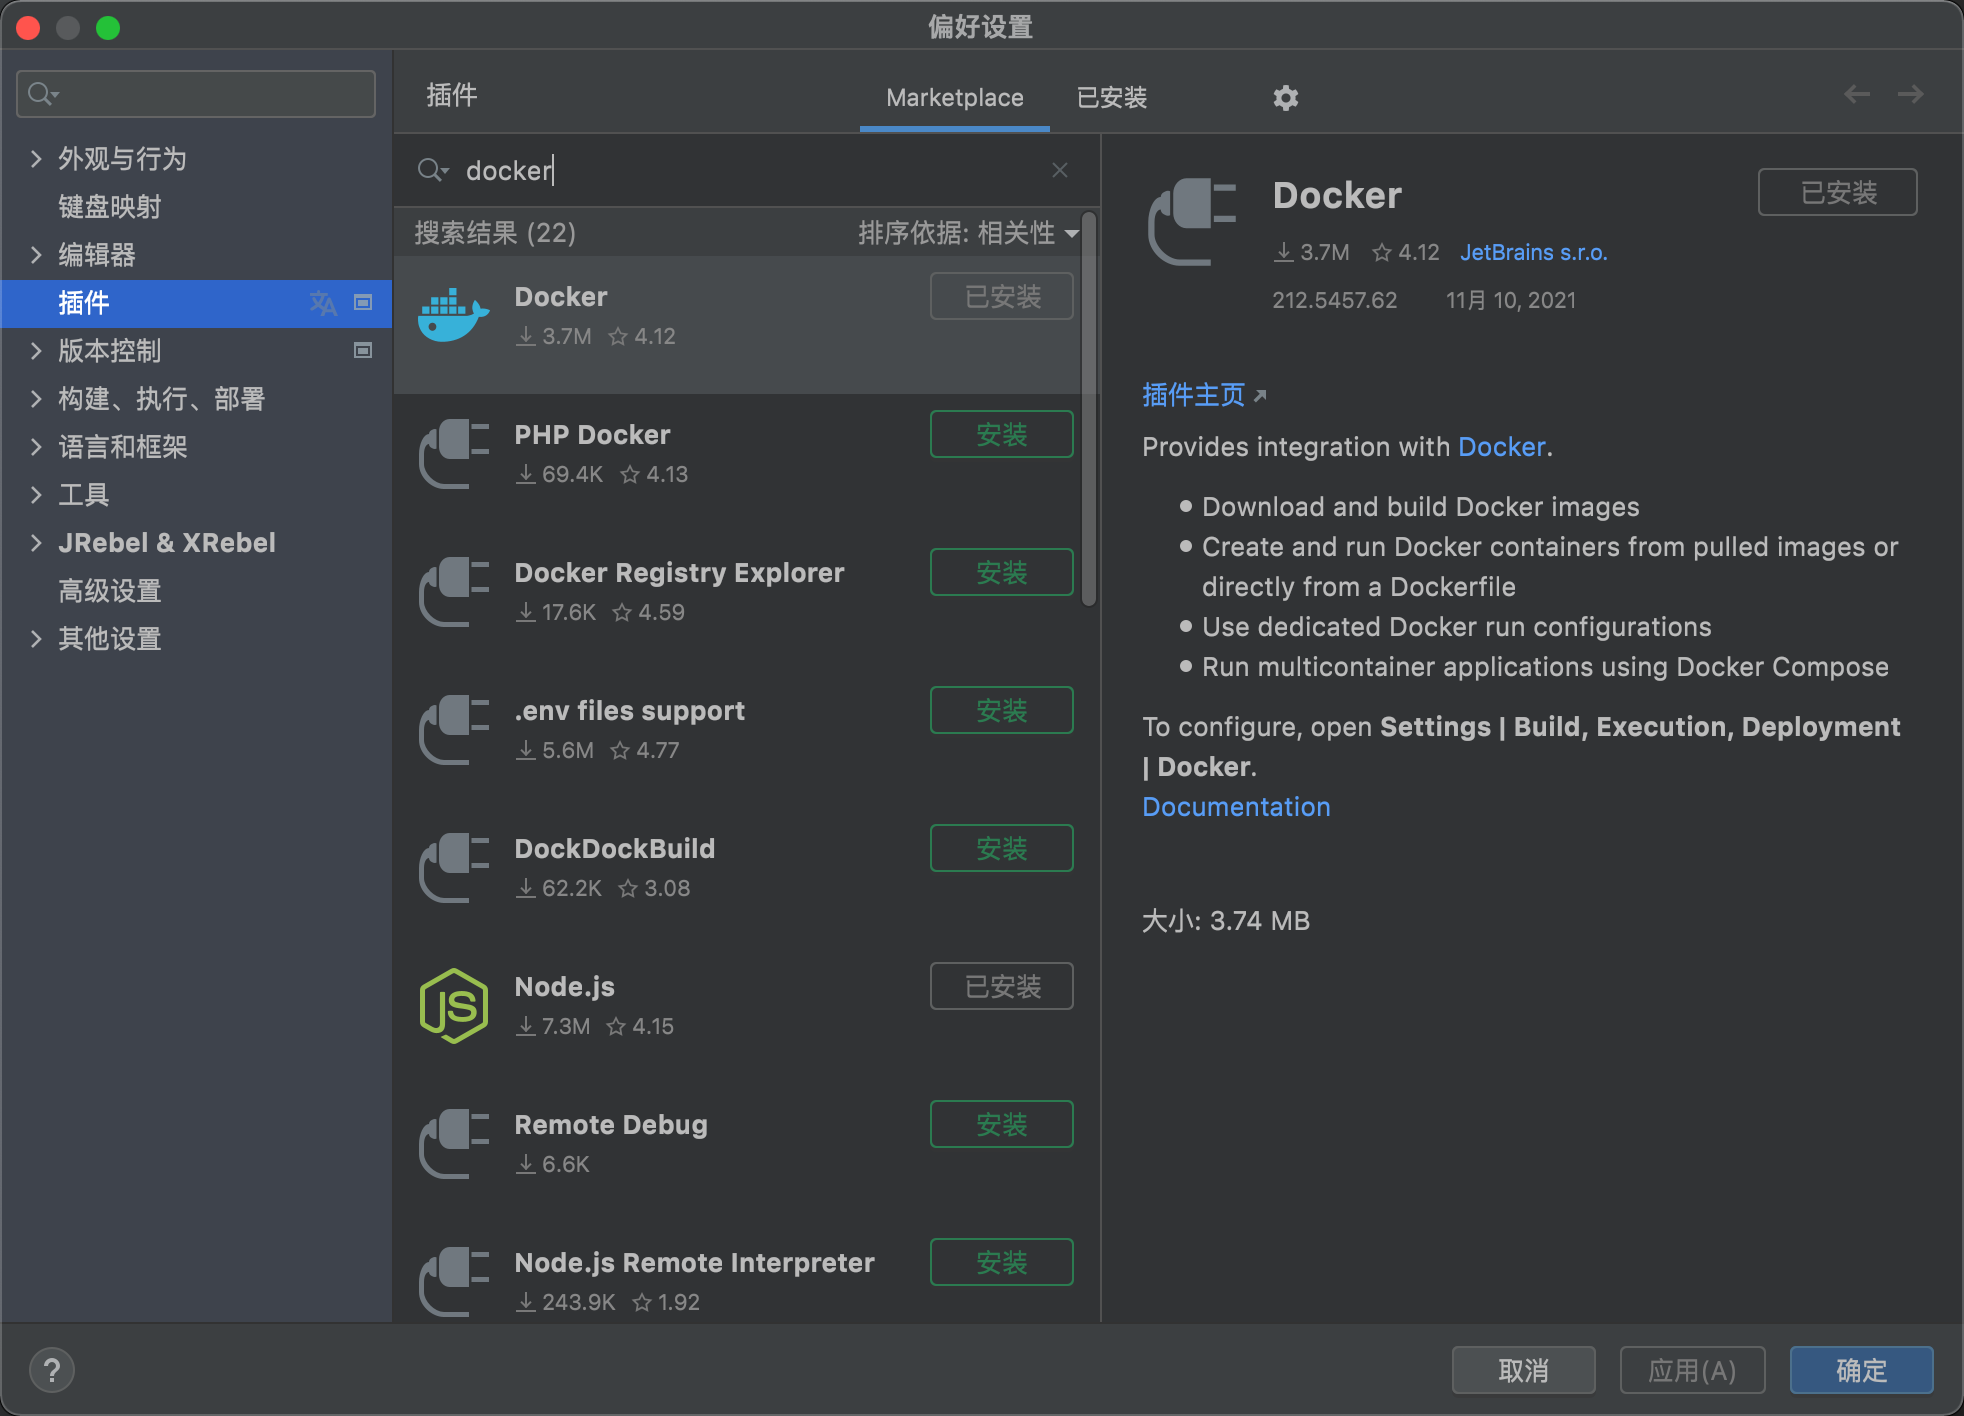 偏好设置
插件
Marketplace
已安装
外观与行为
键盘映射
编辑器
插件
版本控制
构建、执行、部署
语言和框架
工具
JRebel & XRebel
高级设置
其他设置
docker
搜索结果 (22)
排序依据: 相关性
Docker
已安装
3.7M 4.12
PHP Docker
安装
69.4K 4.13
Docker Registry Explorer
安装
17.6K 4.59
.env files support
安装
5.6M 4.77
DockDockBuild
安装
62.2K 3.08
Node.js
已安装
7.3M 4.15
Remote Debug
安装
6.6K
Node.js Remote Interpreter
安装
243.9K 1.92
Docker
已安装
3.7M 4.12 JetBrains s.r.o.
212.5457.62 11月 10, 2021
插件主页
Provides integration with Docker.
Download and build Docker images
Create and run Docker containers from pulled images or
directly from a Dockerfile
Use dedicated Docker run configurations
Run multicontainer applications using Docker Compose
To configure, open Settings | Build, Execution, Deployment
| Docker.
Documentation
大小: 3.74 MB
?
取消
应用(A)
确定